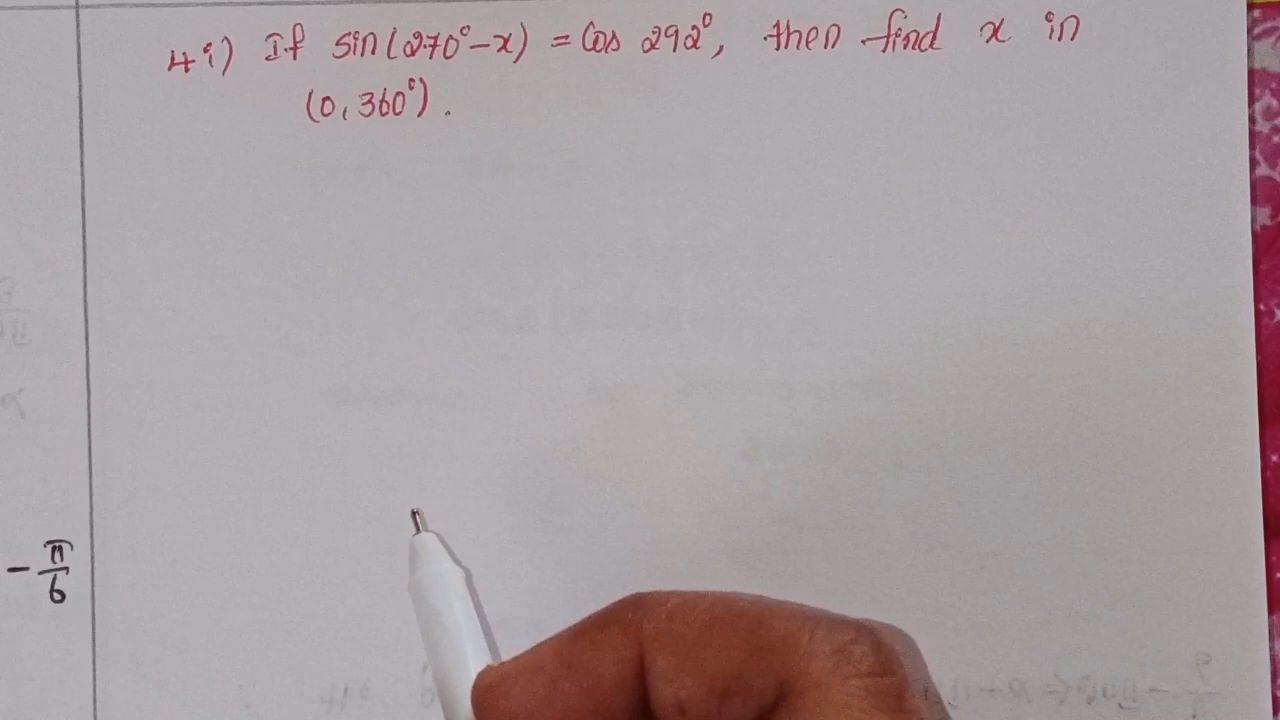 4 i) If sin(270°-x) = Cos 292°, then find x in
(0, 360°).
- π/6